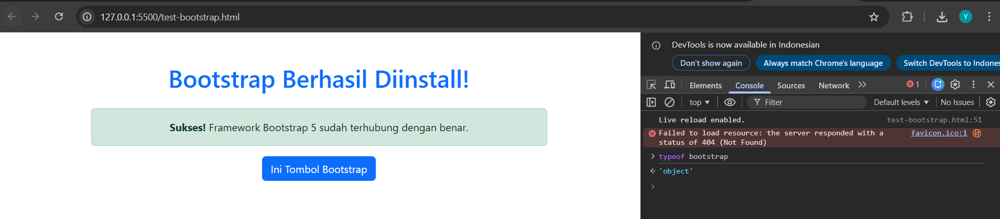 127.0.0.1:5500/test-bootstrap.html
Y
Bootstrap Berhasil Diinstall!
Sukses! Framework Bootstrap 5 sudah terhubung dengan benar.
Ini Tombol Bootstrap
DevTools is now available in Indonesian
Don't show again Always match Chrome's language Switch DevTools to Indones
Elements Console Sources Network 1
top Filter Default levels No Issues
Live reload enabled. test-bootstrap.html:51
Failed to load resource: the server responded with a favicon.ico:1
status of 404 (Not Found)
typeof bootstrap
'object'